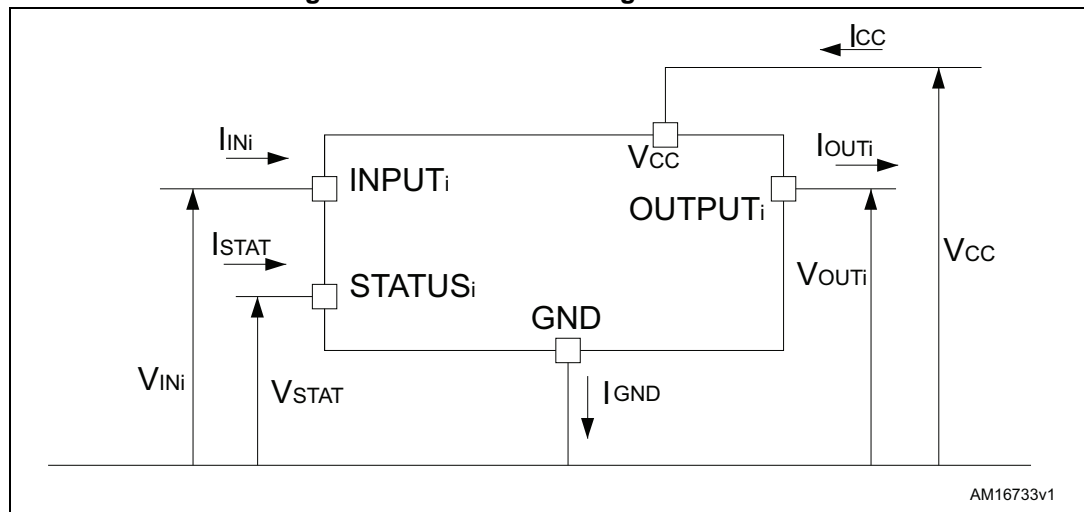 ICC
IINi
VCC
IOUTi
INPUTi
OUTPUTi
ISTAT
VCC
STATUSi
VOUTi
GND
VINi
VSTAT
IGND
AM16733v1